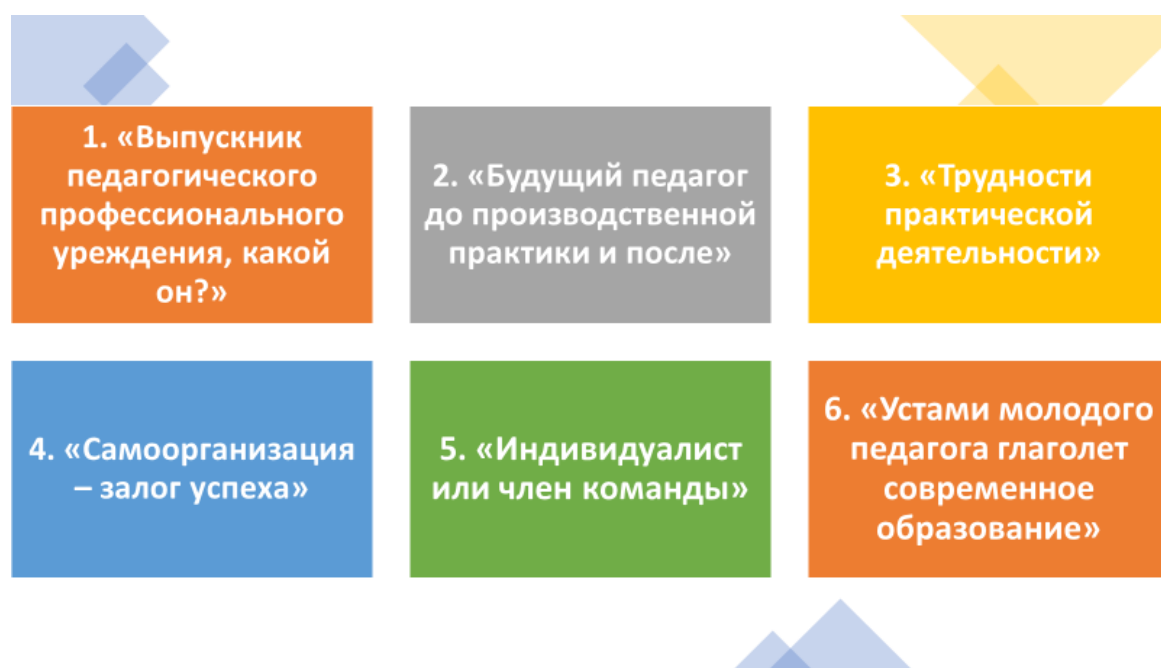 1. «Выпускник
педагогического
профессионального
уреждения, какой
он?»
2. «Будущий педагог
до производственной
практики и после»
3. «Трудности
практической
деятельности»
4. «Самоорганизация
– залог успеха»
5. «Индивидуалист
или член команды»
6. «Устами молодого
педагога глаголет
современное
образование»